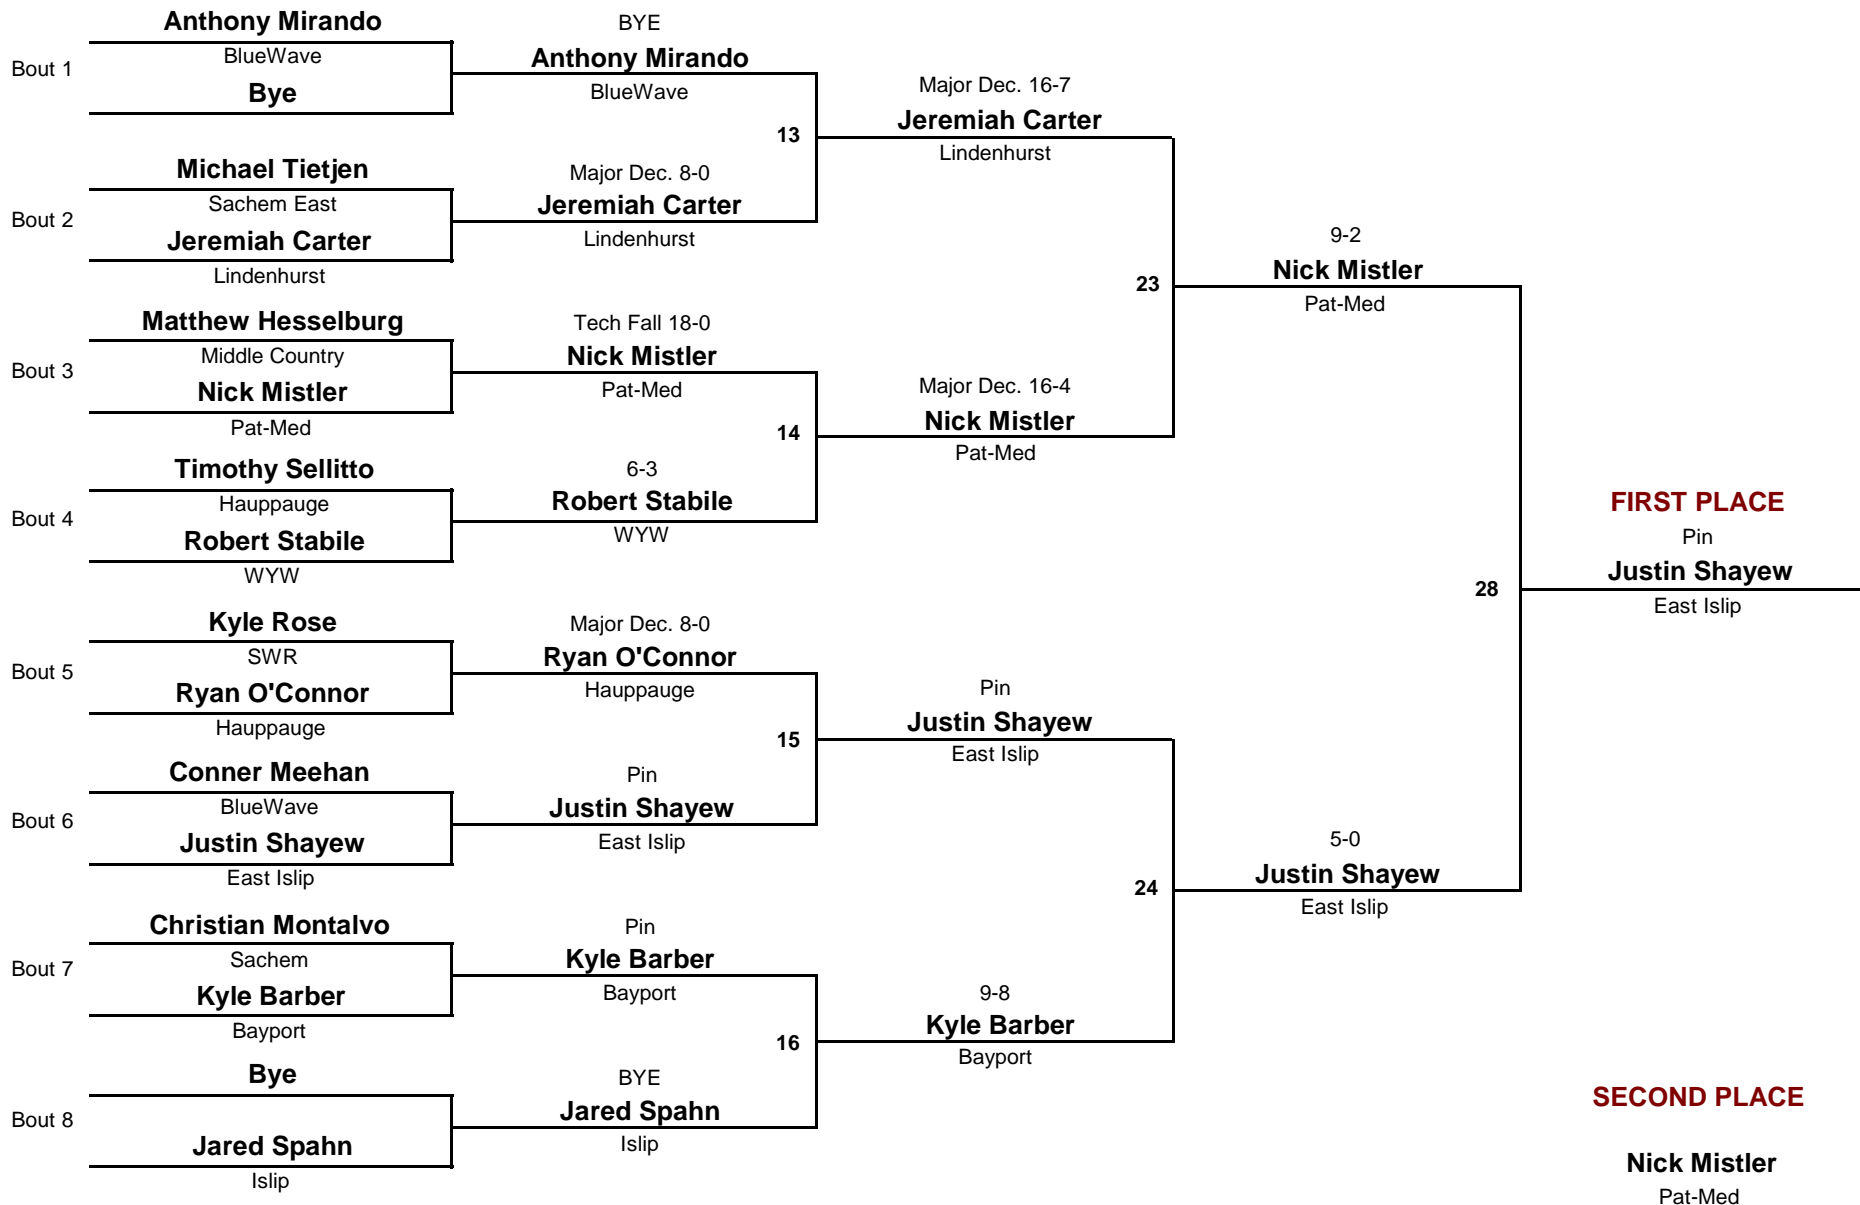 Anthony Mirando
Bout 1
BlueWave
Bye
Michael Tietjen
Bout 2
Sachem East
Jeremiah Carter
Lindenhurst
Matthew Hesselburg
Bout 3
Middle Country
Nick Mistler
Pat-Med
Timothy Sellitto
Bout 4
Hauppauge
Robert Stabile
WYW
Kyle Rose
Bout 5
SWR
Ryan O'Connor
Hauppauge
Conner Meehan
Bout 6
BlueWave
Justin Shayew
East Islip
Christian Montalvo
Bout 7
Sachem
Kyle Barber
Bayport
Bye
Bout 8
Jared Spahn
Islip
BYE
Anthony Mirando
BlueWave
13
Major Dec. 8-0
Jeremiah Carter
Lindenhurst
Tech Fall 18-0
Nick Mistler
Pat-Med
14
6-3
Robert Stabile
WYW
Major Dec. 8-0
Ryan O'Connor
Hauppauge
15
Pin
Justin Shayew
East Islip
Pin
Kyle Barber
Bayport
16
BYE
Jared Spahn
Islip
Major Dec. 16-7
Jeremiah Carter
Lindenhurst
23
Major Dec. 16-4
Nick Mistler
Pat-Med
Pin
Justin Shayew
East Islip
24
9-8
Kyle Barber
Bayport
9-2
Nick Mistler
Pat-Med
28
5-0
Justin Shayew
East Islip
FIRST PLACE
Pin
Justin Shayew
East Islip
SECOND PLACE
Nick Mistler
Pat-Med